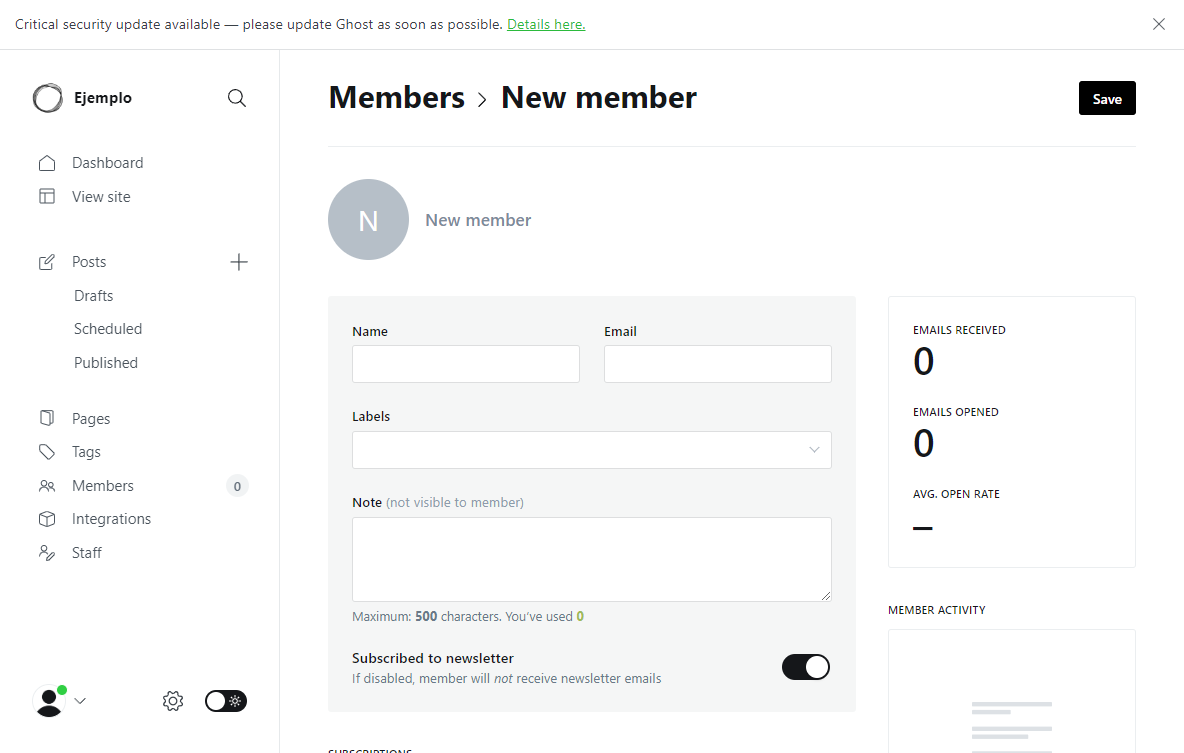 Critical security update available — please update Ghost as soon as possible. Details here.
Ejemplo
Members › New member
Save
Dashboard
View site
Posts
Drafts
Scheduled
Published
Pages
Tags
Members 0
Integrations
Staff
N
New member
Name
Email
Labels
Note (not visible to member)
Maximum: 500 characters. You've used 0
Subscribed to newsletter
If disabled, member will not receive newsletter emails
SUBSCRIPTIONS
EMAILS RECEIVED
0
EMAILS OPENED
0
AVG. OPEN RATE
–
MEMBER ACTIVITY